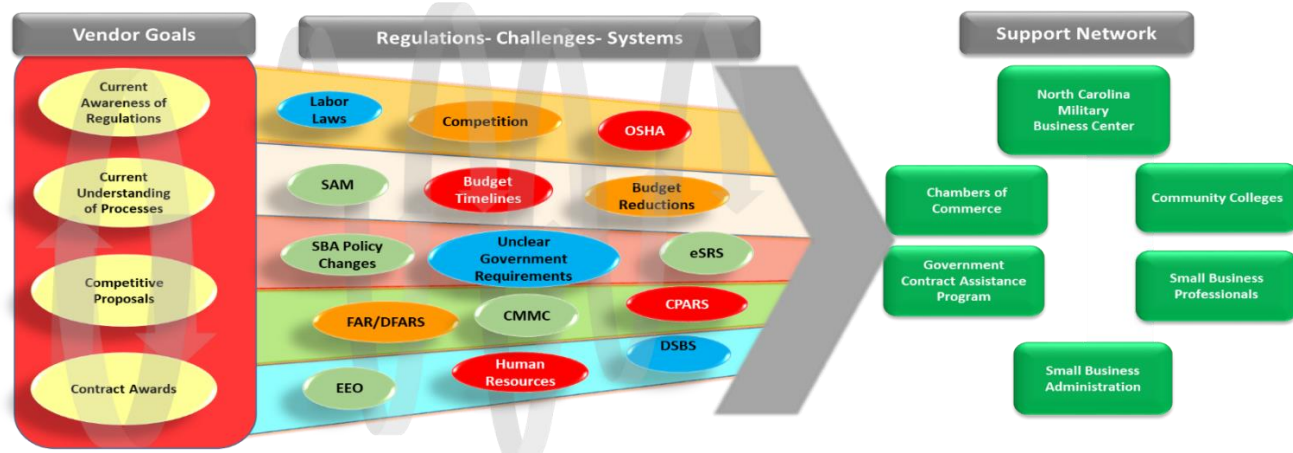 Vendor Goals
Regulations- Challenges- Systems
Support Network
Current
Awareness of
Regulations
Current
Understanding
of Processes
Competitive
Proposals
Contract Awards
Labor
Laws
Competition
OSHA
SAM
Budget
Timelines
Budget
Reductions
SBA Policy
Changes
Unclear
Government
Requirements
eSRS
FAR/DFARS
CMMC
CPARS
EEO
Human
Resources
DSBS
North Carolina
Military
Business Center
Chambers of
Commerce
Community Colleges
Government
Contract Assistance
Program
Small Business
Professionals
Small Business
Administration